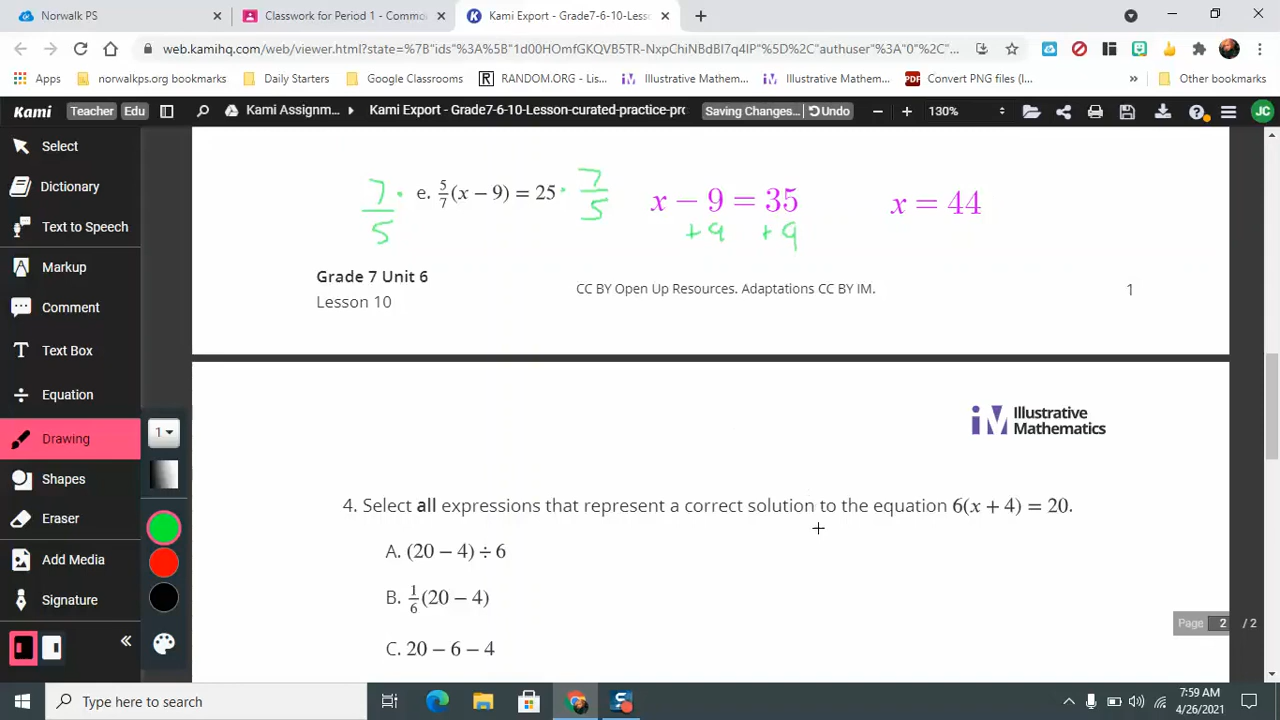 Norwalk PS
Classwork for Period 1 - Commo
Kami Export - Grade7-6-10-Lesso
web.kamihq.com/web/viewer.html?state=%7B"ids"%3A%5B"1d00HOmfGKQVB5TR-NxpChiNBdBI7q4IP"%5D%2C"authuser"%3A"0"%2C"...
Apps
norwalkps.org bookmarks
Daily Starters
Google Classrooms
RANDOM.ORG - Lis...
Illustrative Mathem...
Illustrative Mathem...
PDF
Convert PNG files (I...
»
Other bookmarks
Kami
Teacher
Edu
Kami Assignm...
Kami Export - Grade7-6-10-Lesson-curated-practice-pro
Saving Changes...
Undo
130%
JC
Select
Dictionary
Text to Speech
Markup
Comment
Text Box
Equation
Drawing
Shapes
Eraser
Add Media
Signature
1
«
7/5 · e. 5/7(x − 9) = 25 · 7/5
x − 9 = 35
x = 44
+9 +9
Grade 7 Unit 6
Lesson 10
CC BY Open Up Resources. Adaptations CC BY IM.
1
iM Illustrative
Mathematics
4. Select all expressions that represent a correct solution to the equation 6(x + 4) = 20.
A. (20 − 4) ÷ 6
B. 1/6(20 − 4)
C. 20 − 6 − 4
Page 2 / 2
Type here to search
7:59 AM
4/26/2021